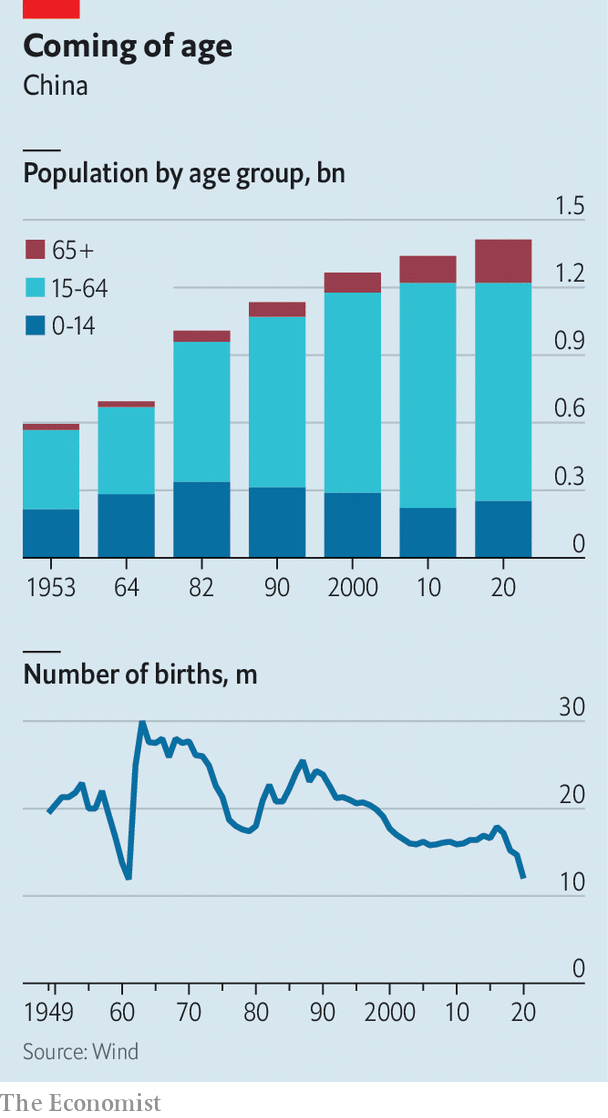 Coming of age
China
Population by age group, bn
1.5
65+
1.2
15-64
0-14
0.9
0.6
0.3
0
1953 64 82 90 2000 10 20
Number of births, m
30
20
10
0
1949 60 70 80 90 2000 10 20
Source: Wind
The Economist